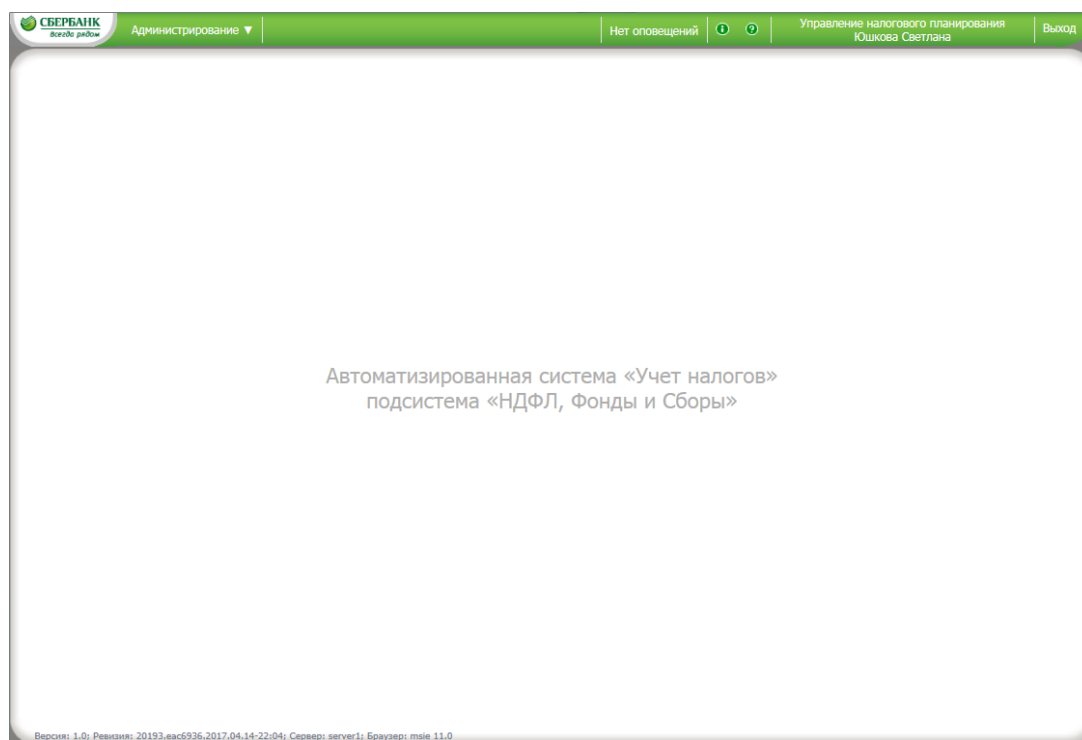 СБЕРБАНК
Всегда рядом
Администрирование ▼
Нет оповещений
Управление налогового планирования
Юшкова Светлана
Выход
Автоматизированная система «Учет налогов»
подсистема «НДФЛ, Фонды и Сборы»
Версия: 1.0; Ревизия: 20193.eac6936.2017.04.14-22:04; Сервер: server1; Браузер: msie 11.0